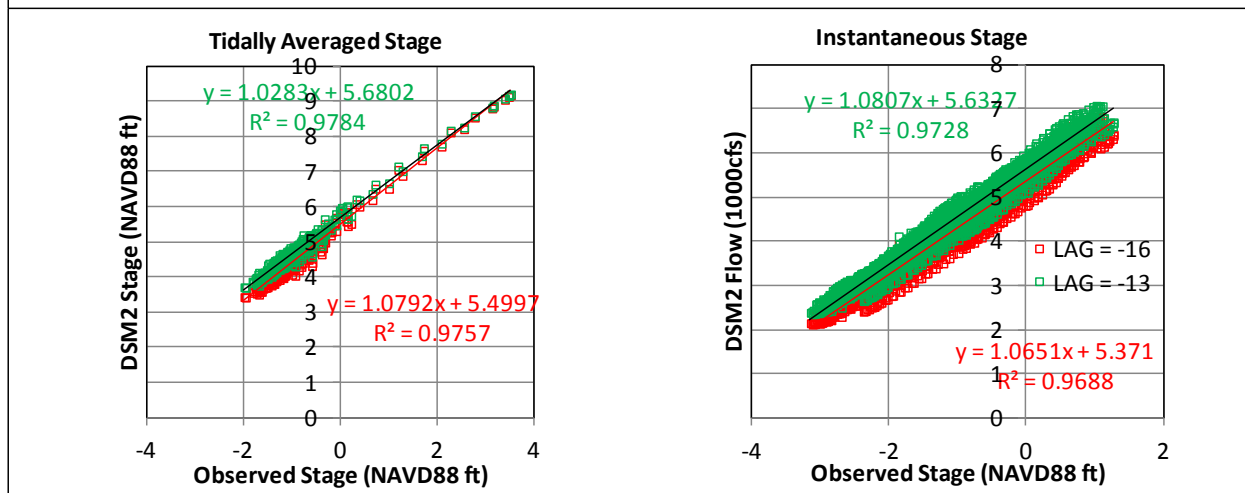 Tidally Averaged Stage
10
9
8
7
6
5
4
3
2
1
0
y = 1.0283x + 5.6802
R² = 0.9784
y = 1.0792x + 5.4997
R² = 0.9757
DSM2 Stage (NAVD88 ft)
-4
-2
0
2
4
Observed Stage (NAVD88 ft)
Instantaneous Stage
8
7
6
5
4
3
2
1
0
y = 1.0807x + 5.6327
R² = 0.9728
LAG = -16
LAG = -13
y = 1.0651x + 5.371
R² = 0.9688
DSM2 Flow (1000cfs)
-4
-2
0
2
Observed Stage (NAVD88 ft)